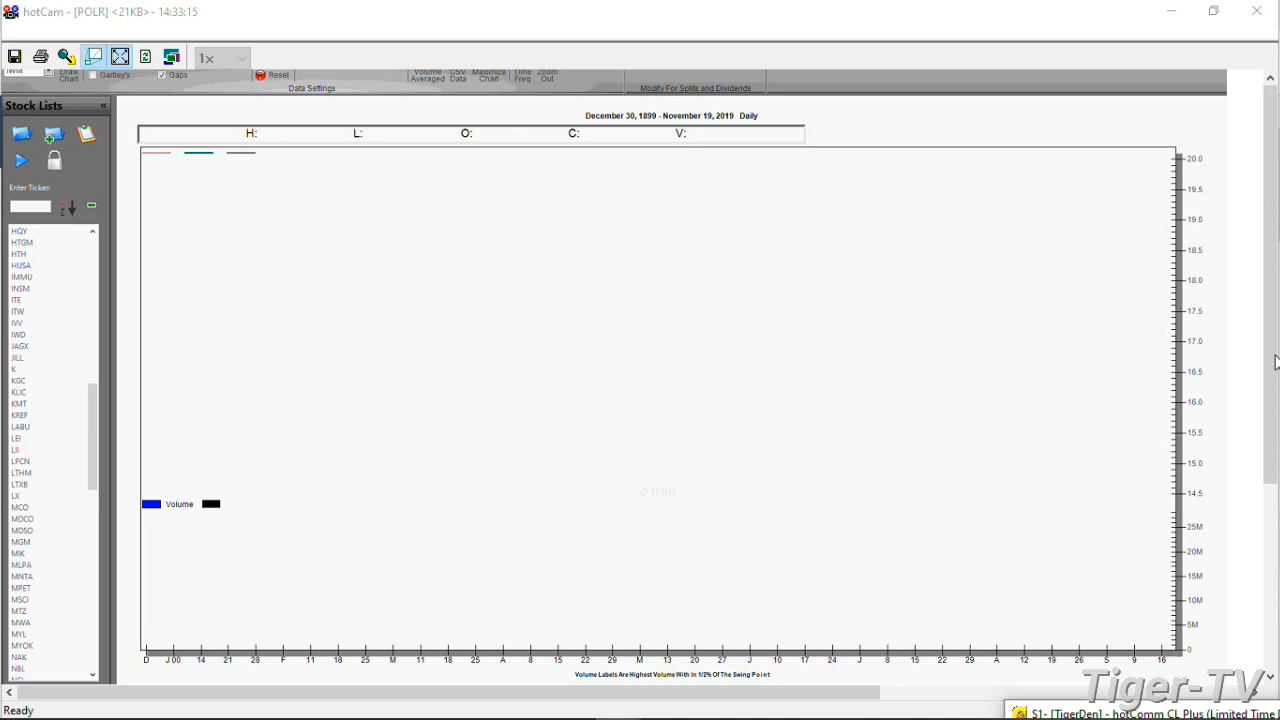 hotCam - [POLR] <21KB> - 14:33:15
1x
IWM
Draw Chart
Gartley's
Gaps
Reset
Volume Averaged
CSV Data
Maximize Chart
Time Freq
Zoom Out
Data Settings
Modify For Splits and Dividends
Stock Lists
«
December 30, 1899 - November 19, 2019 Daily
H: L: O: C: V:
Enter Ticker:
HQY
HTGM
HTH
HUSA
IMMU
INSM
ITE
ITW
IVV
IWD
JAGX
JILL
K
KGC
KLIC
KMT
KREF
LABU
LEI
LII
LPCN
LTHM
LTXB
LX
MCO
MDCO
MDSO
MGM
MIK
MLPA
MNTA
MPET
MSCI
MTZ
MWA
MYL
MYOK
NAK
NBL
20.0
19.5
19.0
18.5
18.0
17.5
17.0
16.5
16.0
15.5
15.0
14.5
© TFNN
Volume
25M
20M
15M
10M
5M
0
D J00 14 21 28 F 11 18 25 M 11 18 25 A 8 15 22 29 M 13 20 27 J 10 17 24 J 8 15 22 29 A 12 19 26 S 9 16
Volume Labels Are Highest Volume With In 1/2% Of The Swing Point
Tiger-TV
Ready
S1- [TigerDen] - hotComm CL Plus (Limited Time